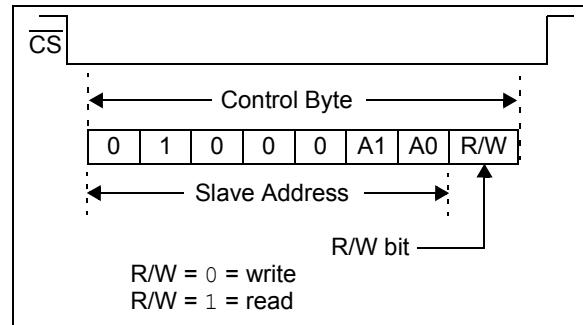 CS
Control Byte
0 1 0 0 0 A1 A0 R/W
Slave Address
R/W bit
R/W = 0 = write
R/W = 1 = read